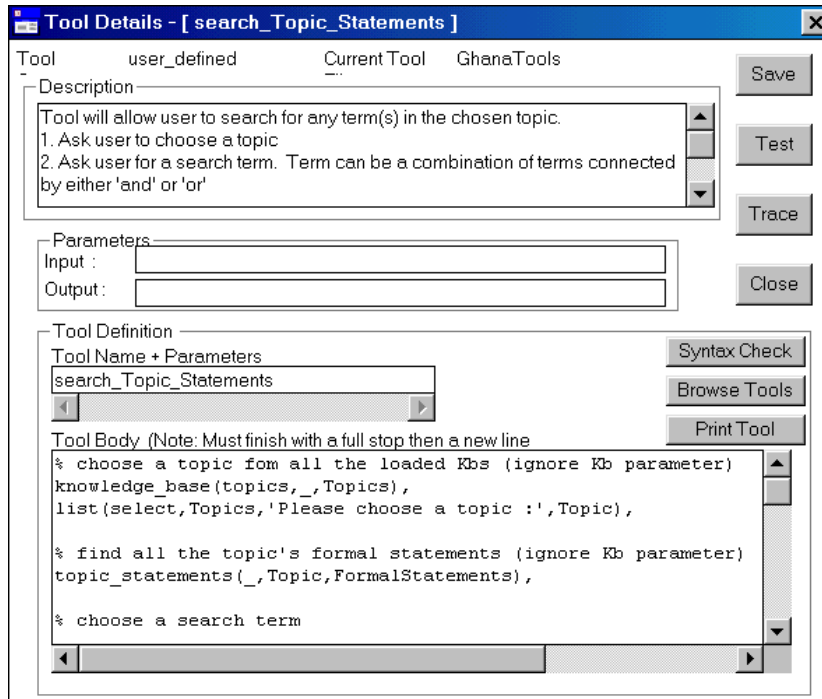 Tool Details - [ search_Topic_Statements ]
Tool user_defined Current Tool GhanaTools
Save
Description
Tool will allow user to search for any term(s) in the chosen topic.
1. Ask user to choose a topic
2. Ask user for a search term. Term can be a combination of terms connected
by either 'and' or 'or'
Test
Trace
Parameters
Input :
Output :
Close
Tool Definition
Tool Name + Parameters
search_Topic_Statements
Syntax Check
Browse Tools
Print Tool
Tool Body (Note: Must finish with a full stop then a new line
% choose a topic fom all the loaded Kbs (ignore Kb parameter)
knowledge_base(topics,_,Topics),
list(select,Topics,'Please choose a topic :',Topic),
% find all the topic's formal statements (ignore Kb parameter)
topic_statements(_,Topic,FormalStatements),
% choose a search term